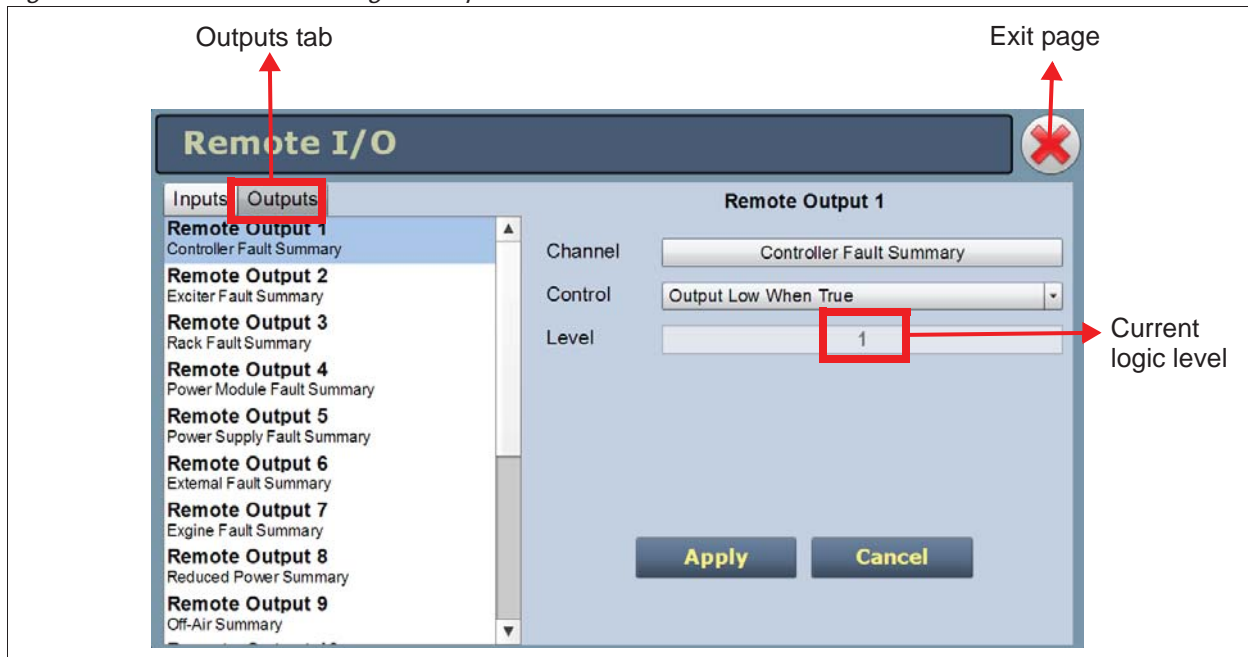 Outputs tab
Exit page
Remote I/O
Inputs Outputs
Remote Output 1
Controller Fault Summary
Remote Output 2
Exciter Fault Summary
Remote Output 3
Rack Fault Summary
Remote Output 4
Power Module Fault Summary
Remote Output 5
Power Supply Fault Summary
Remote Output 6
External Fault Summary
Remote Output 7
Exgine Fault Summary
Remote Output 8
Reduced Power Summary
Remote Output 9
Off-Air Summary
Remote Output 1
Channel Controller Fault Summary
Control Output Low When True
Level 1
Apply Cancel
Current
logic level